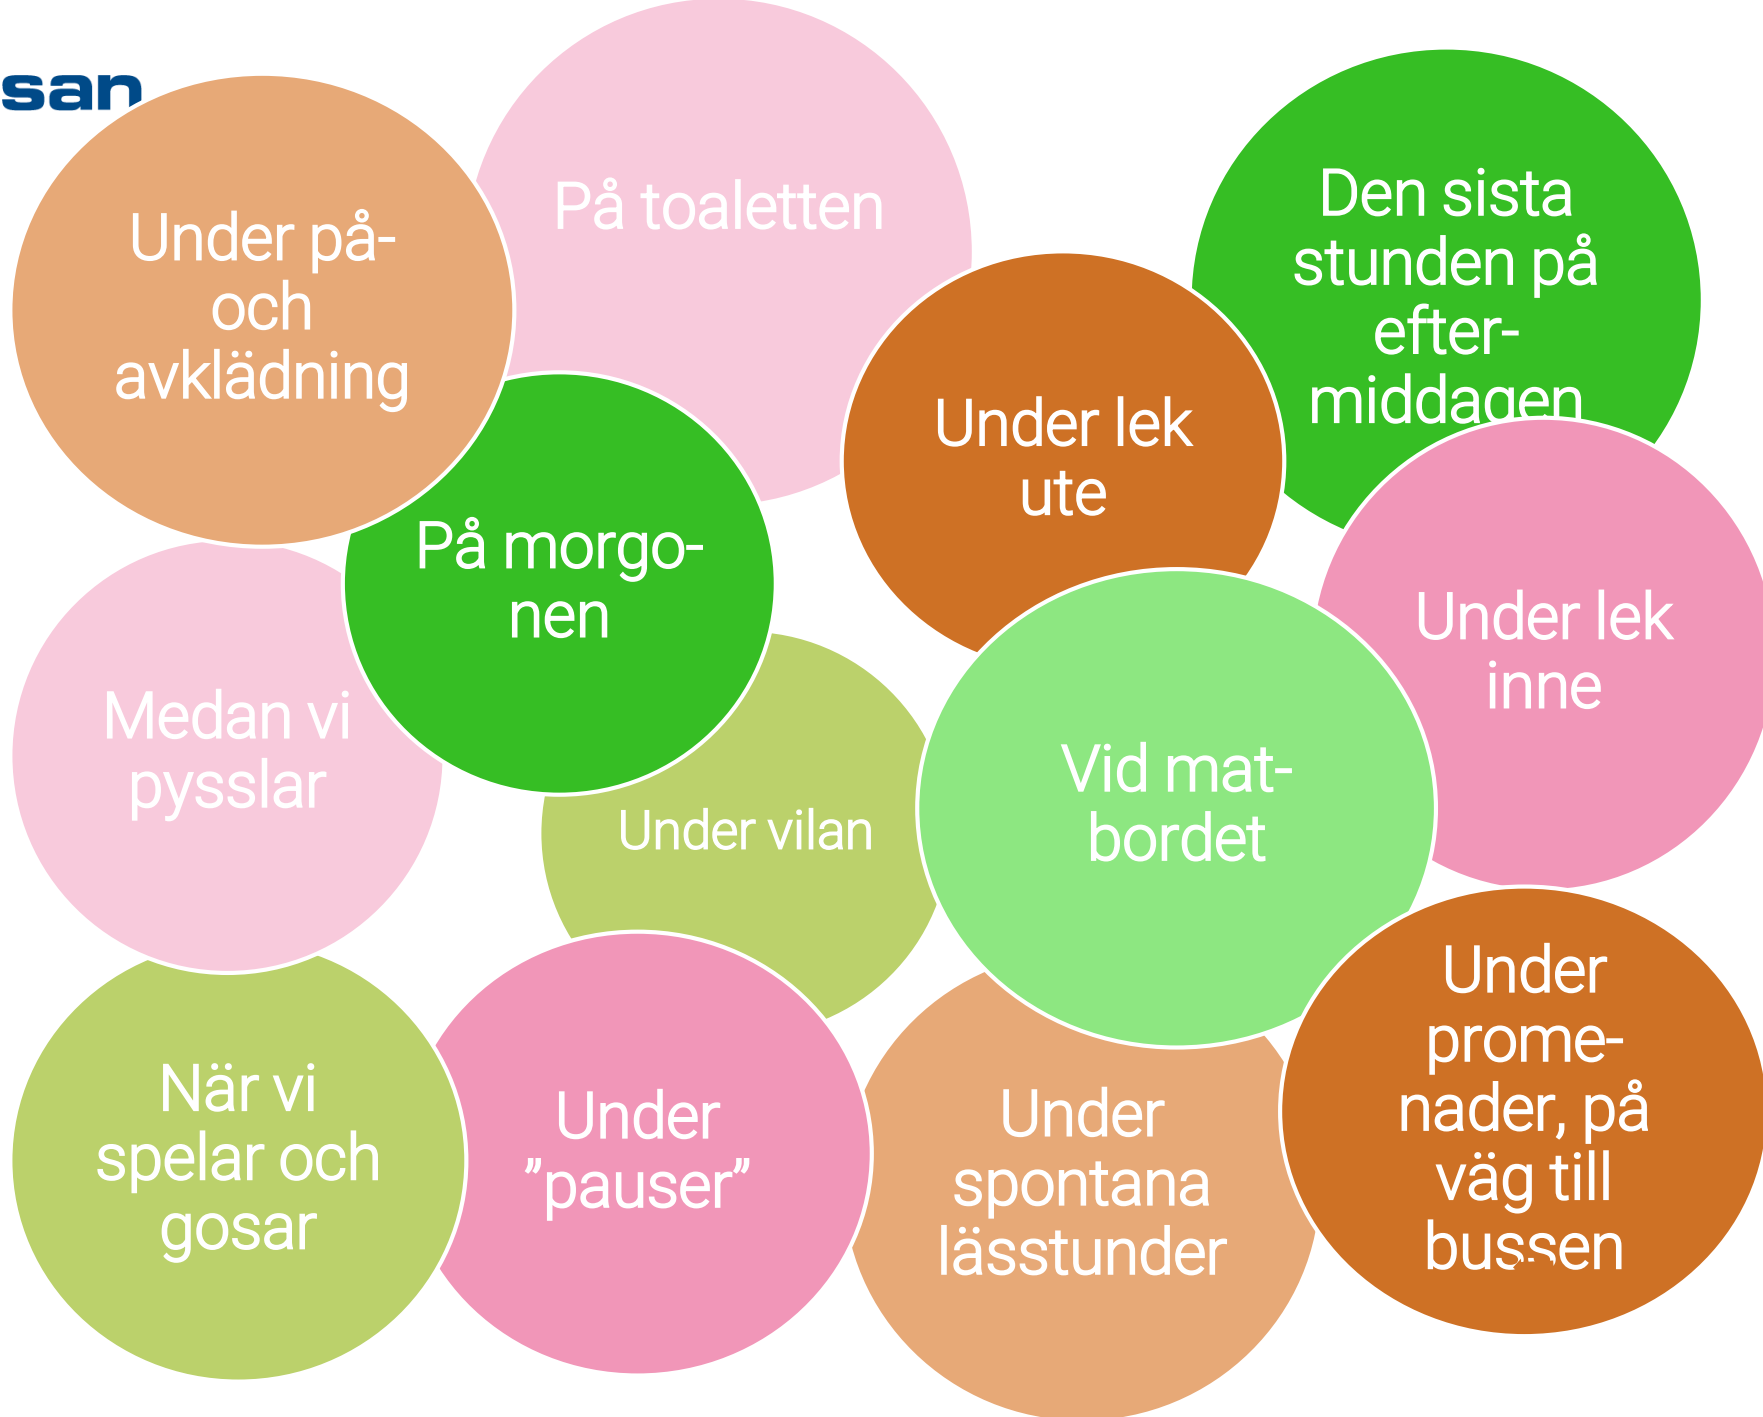 san
Under på-
och
avklädning
På toaletten
Den sista
stunden på
efter-
middagen
Under lek
ute
På morgo-
nen
Under lek
inne
Medan vi
pysslar
Under vilan
Vid mat-
bordet
När vi
spelar och
gosar
Under
”pauser”
Under
spontana
lässtunder
Under
prome-
nader, på
väg till
bussen